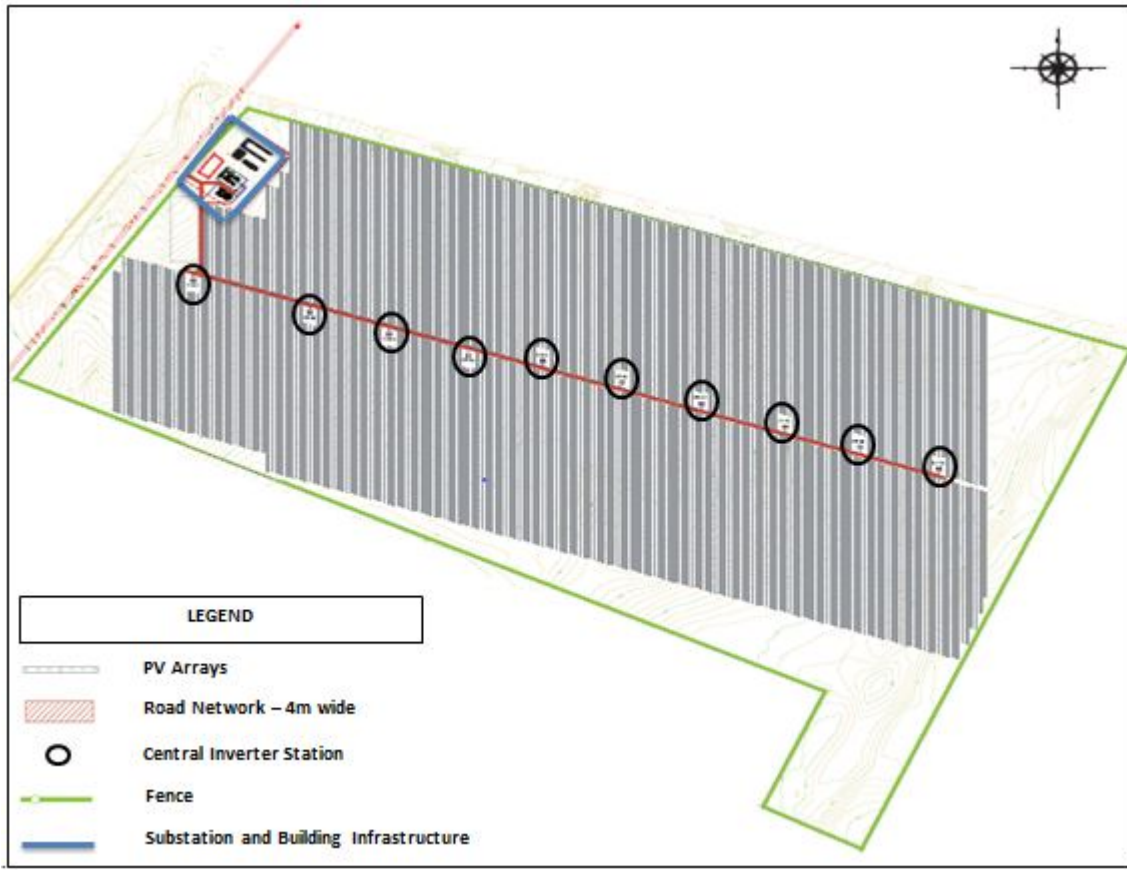 LEGEND
PV Arrays
Road Network – 4m wide
Central Inverter Station
Fence
Substation and Building Infrastructure